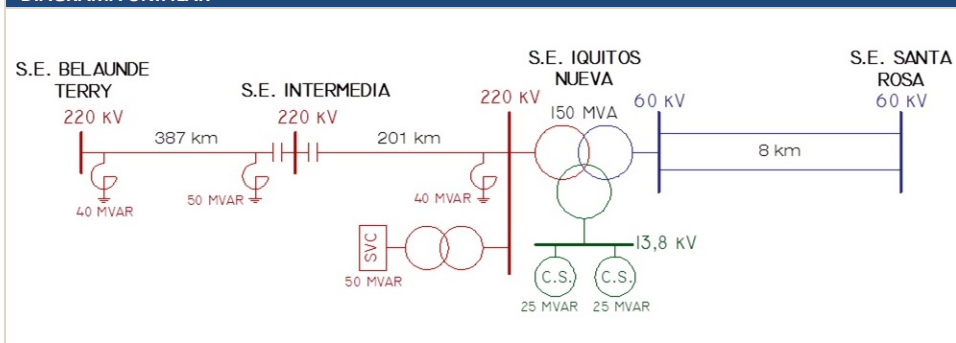 S.E. BELAUNDE
TERRY
220 KV
387 km
40 MVAR
50 MVAR
S.E. INTERMEDIA
220 KV
201 km
40 MVAR
SVC
50 MVAR
S.E. IQUITOS
NUEVA
220 KV
150 MVA
60 KV
13,8 KV
C.S.
C.S.
25 MVAR
25 MVAR
8 km
S.E. SANTA
ROSA
60 KV